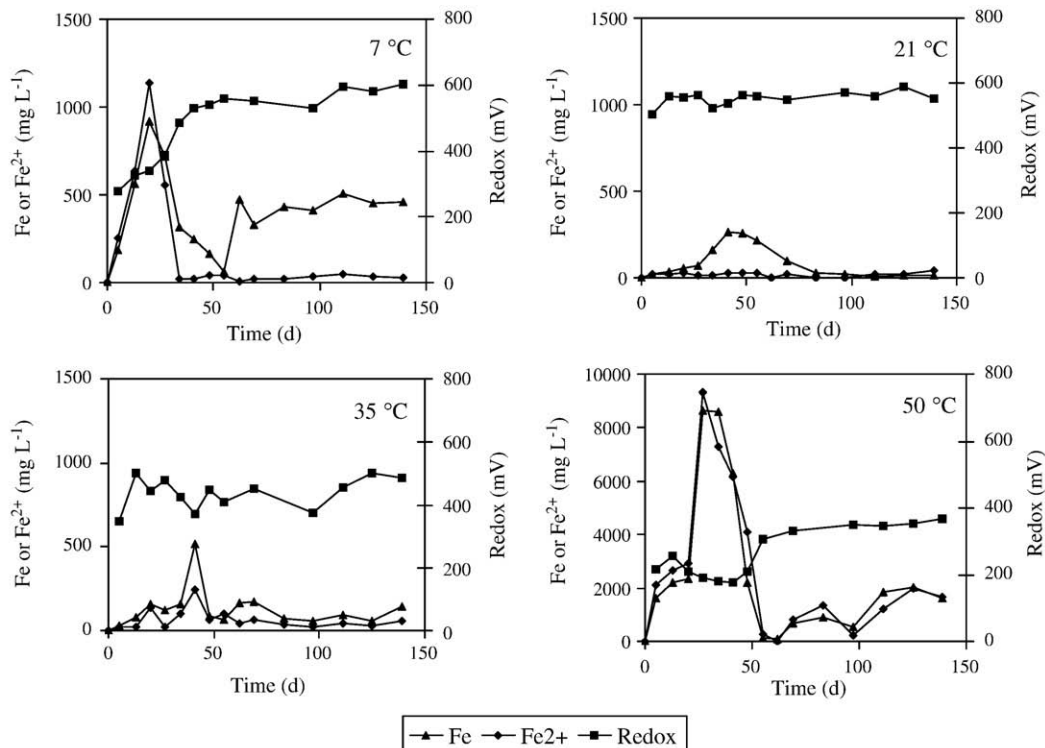 7 °C
1500
1000
500
0
800
600
400
200
0
0 50 100 150
Fe or Fe²⁺ (mg L⁻¹)
Redox (mV)
Time (d)
21 °C
1500
1000
500
0
800
600
400
200
0
0 50 100 150
Fe or Fe²⁺ (mg L⁻¹)
Redox (mV)
Time (d)
35 °C
1500
1000
500
0
800
600
400
200
0
0 50 100 150
Fe or Fe²⁺ (mg L⁻¹)
Redox (mV)
Time (d)
50 °C
10000
8000
6000
4000
2000
0
800
600
400
200
0
0 50 100 150
Fe or Fe²⁺ (mg L⁻¹)
Redox (mV)
Time (d)
Fe Fe2+ Redox